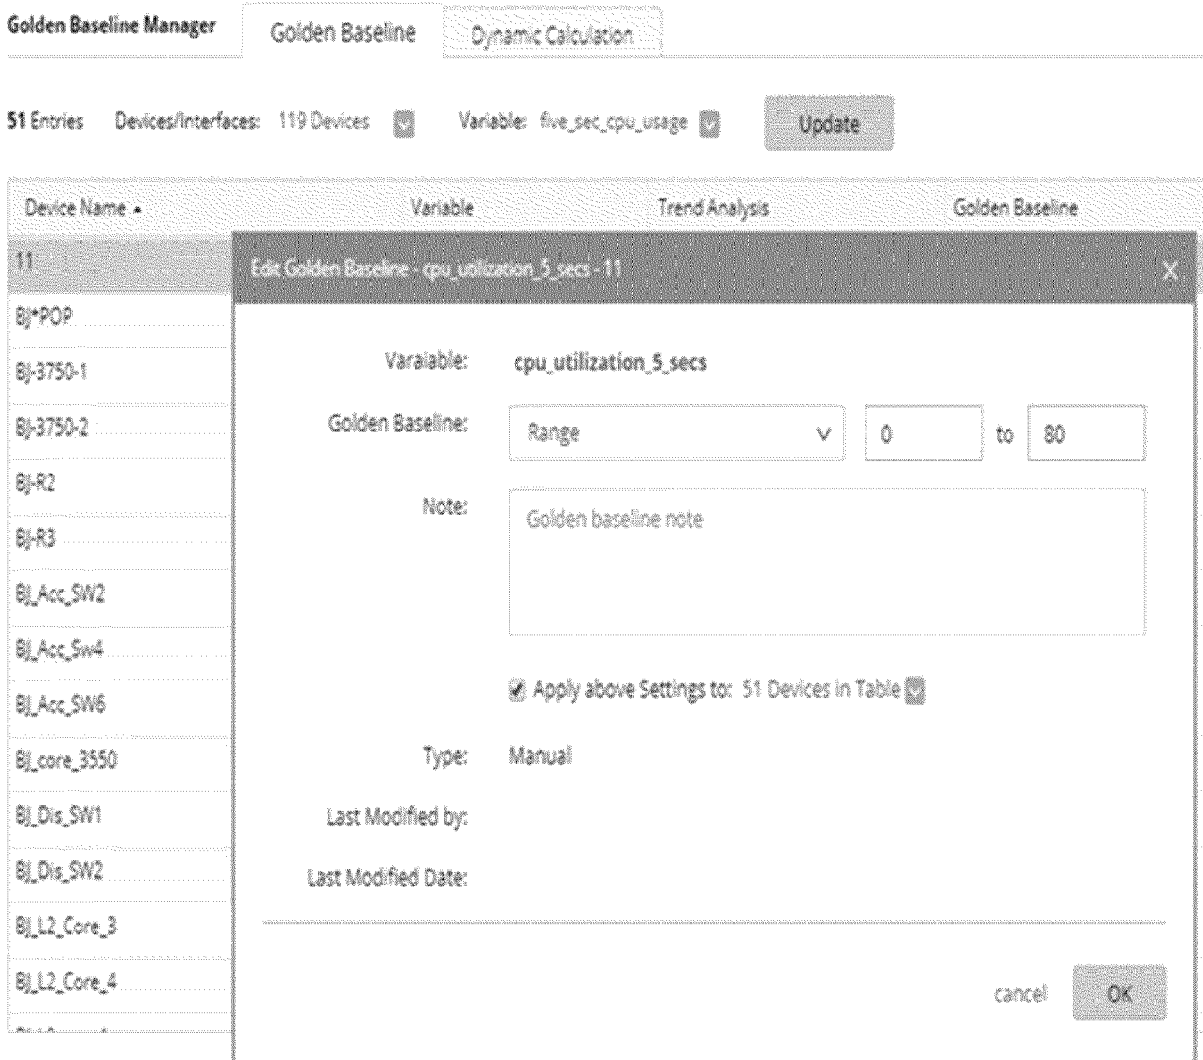 Golden Baseline Manager
Golden Baseline
Dynamic Calculation
51 Entries Devices/Interfaces: 119 Devices Variable: five_sec_cpu_usage Update
Device Name Variable Trend Analysis Golden Baseline
11
Edit Golden Baseline - cpu_utilization_5_secs - 11 X
BJ*POP
BJ-3750-1
BJ-3750-2
BJ-R2
BJ-R3
BJ_Acc_SW2
BJ_Acc_Sw4
BJ_Acc_SW6
BJ_core_3550
BJ_Dis_SW1
BJ_Dis_SW2
BJ_L2_Core_3
BJ_L2_Core_4
Varaiable: cpu_utilization_5_secs
Golden Baseline: Range 0 to 80
Note: Golden baseline note
Apply above Settings to: 51 Devices in Table
Type: Manual
Last Modified by:
Last Modified Date:
cancel OK